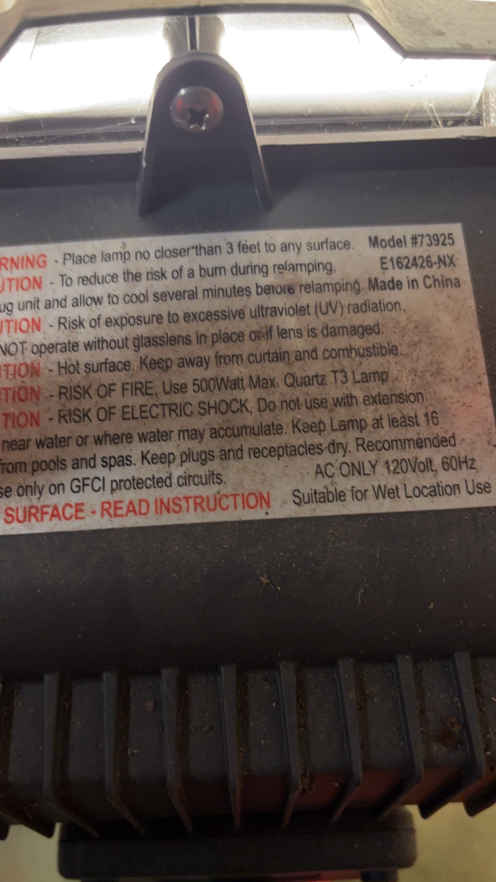 RNING - Place lamp no closer than 3 feet to any surface. Model #73925
UTION - To reduce the risk of a burn during relamping. E162426-NX
ug unit and allow to cool several minutes before relamping. Made in China
UTION - Risk of exposure to excessive ultraviolet (UV) radiation.
NOT operate without glasslens in place or if lens is damaged.
TION - Hot surface. Keep away from curtain and combustible.
TION - RISK OF FIRE, Use 500Watt Max. Quartz T3 Lamp
TION - RISK OF ELECTRIC SHOCK, Do not use with extension
near water or where water may accumulate. Keep Lamp at least 16
from pools and spas. Keep plugs and receptacles dry. Recommended
se only on GFCI protected circuits. AC ONLY 120Volt, 60Hz
SURFACE - READ INSTRUCTION Suitable for Wet Location Use